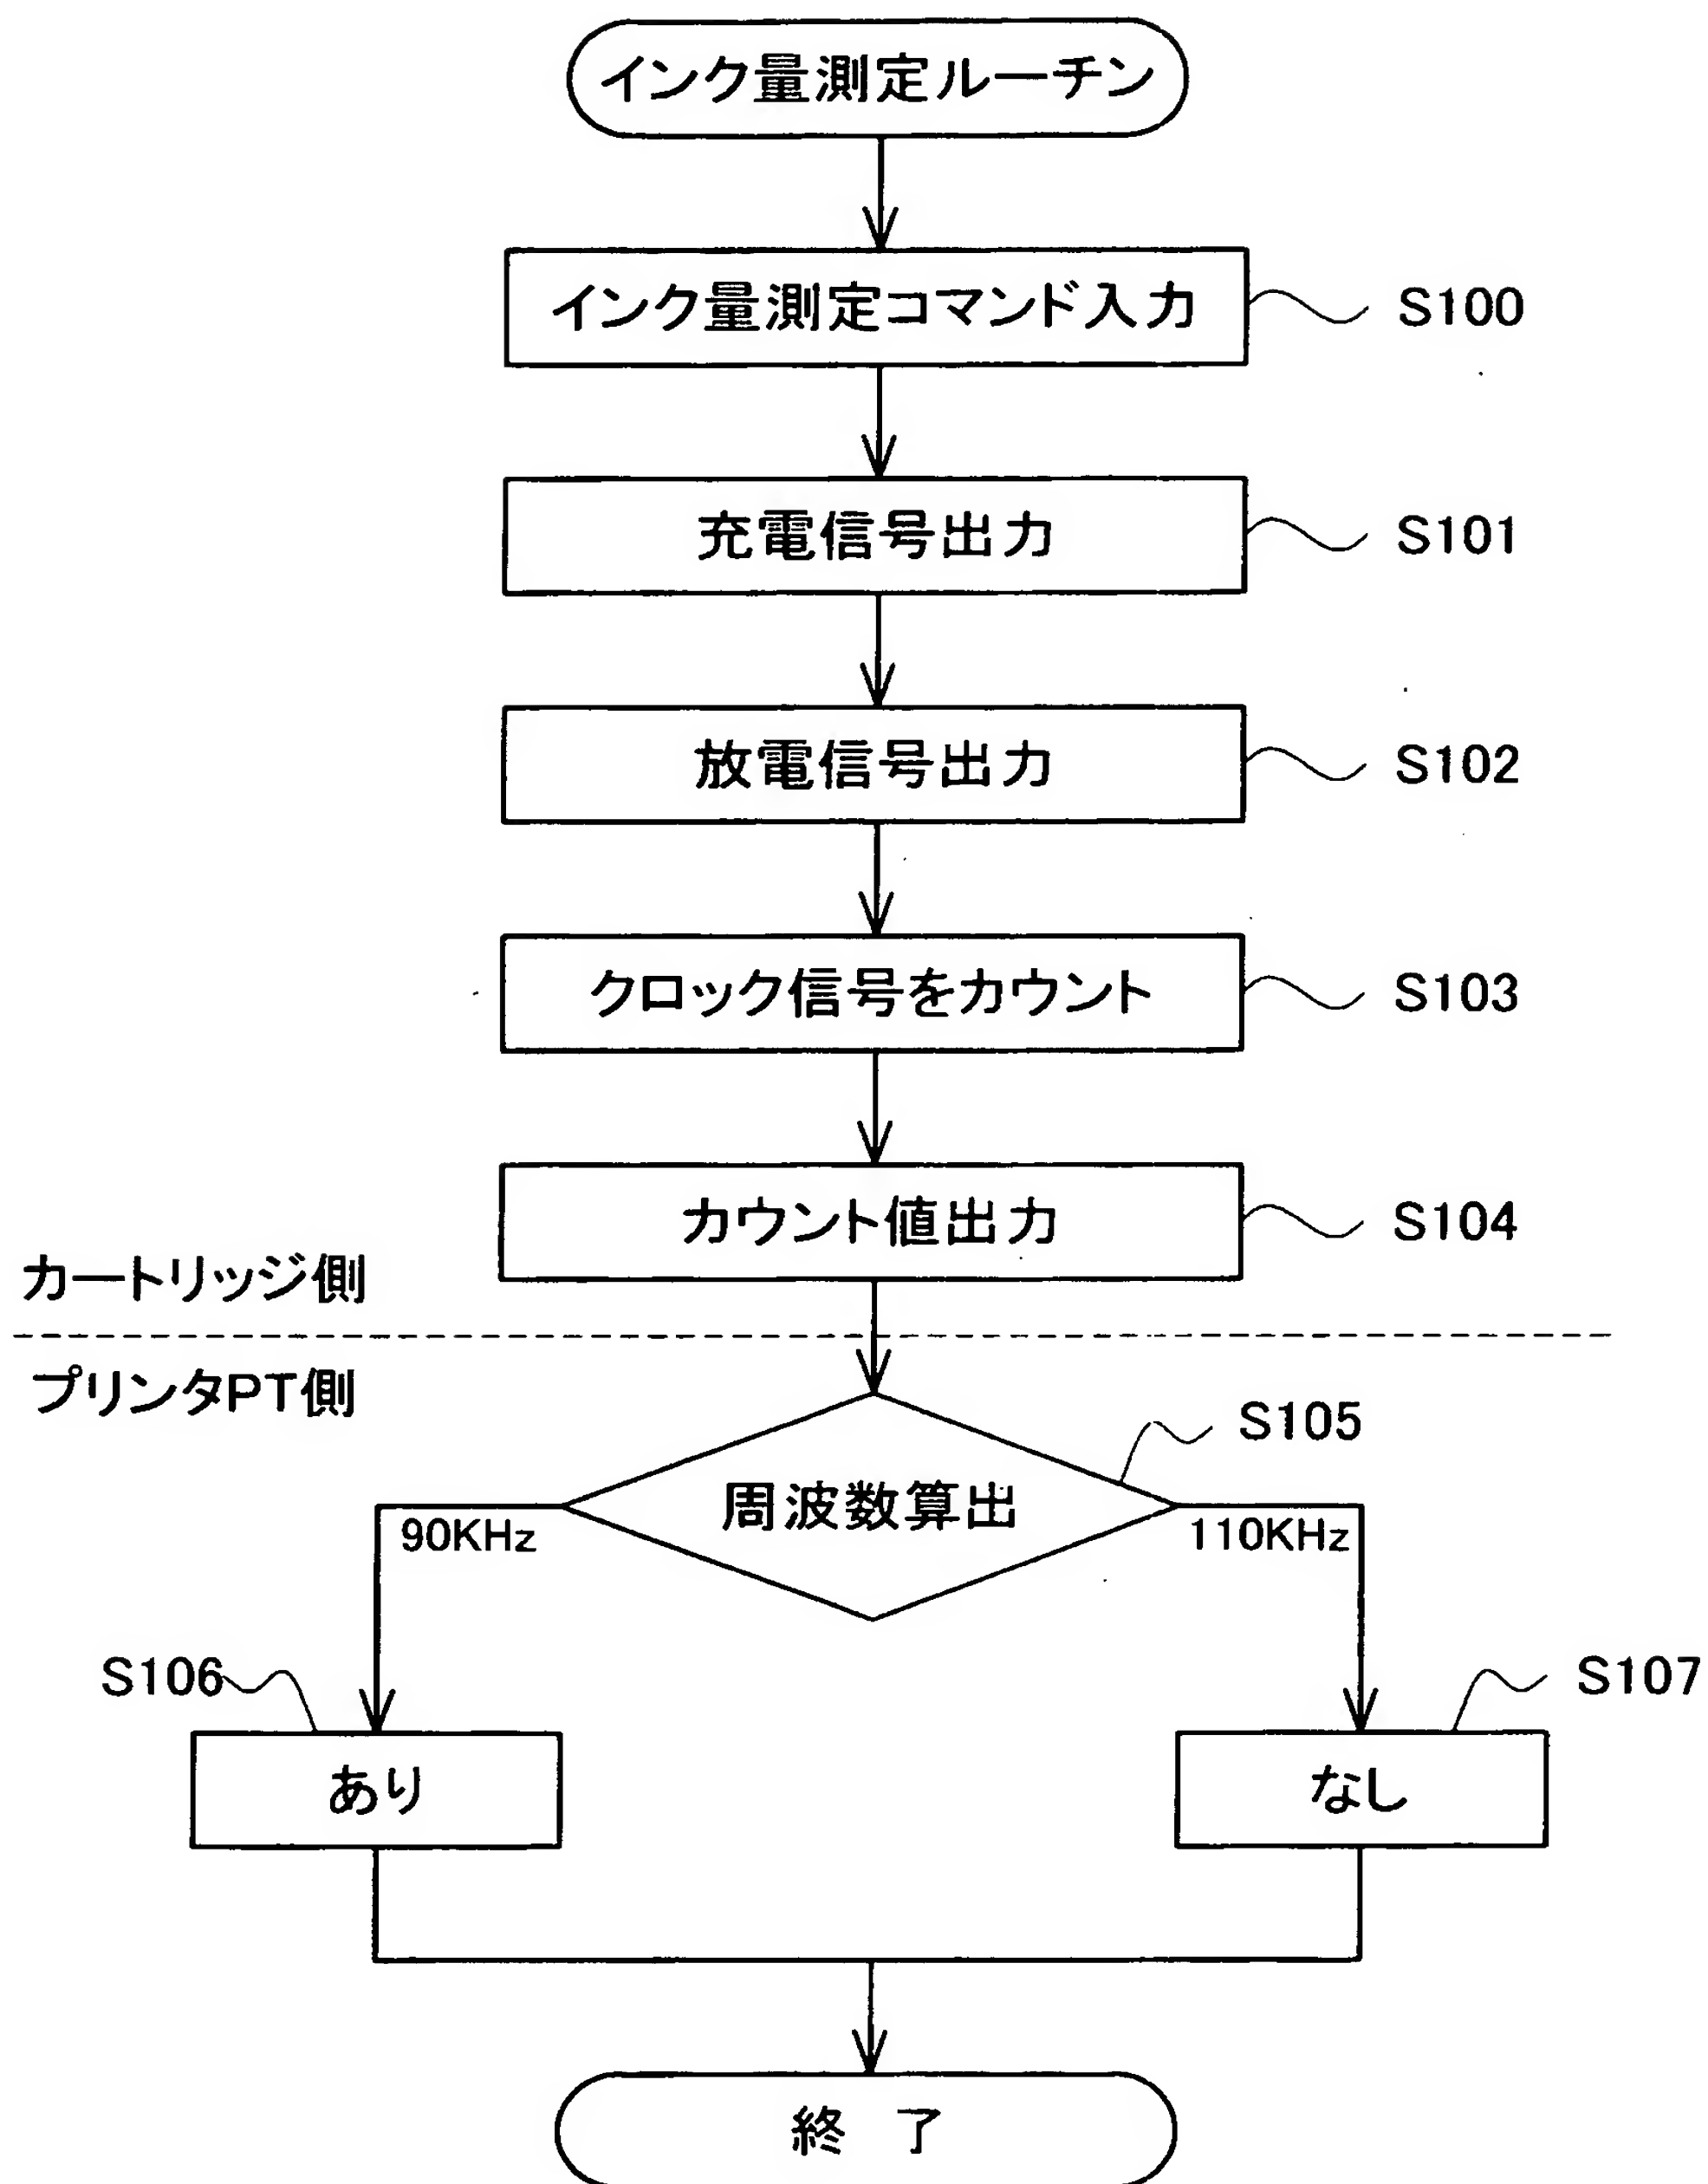 インク量測定ルーチン
インク量測定コマンド入力
S100
充電信号出力
S101
放電信号出力
S102
クロック信号をカウント
S103
カウント値出力
S104
カートリッジ側
プリンタPT側
S105
周波数算出
90KHz
110KHz
S106
S107
あり
なし
終 了